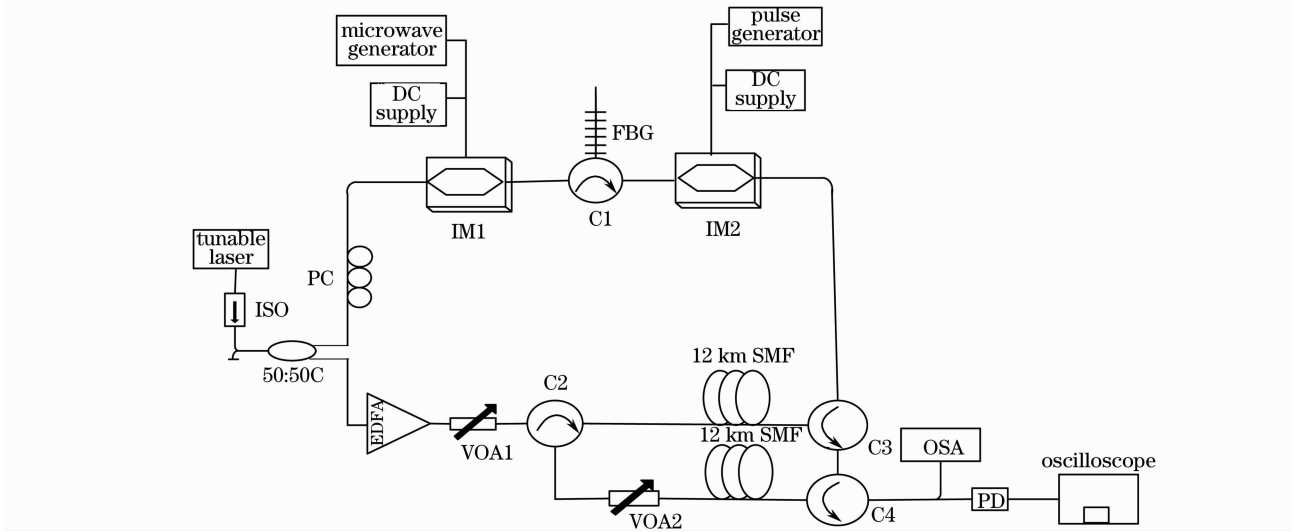 microwave
generator
DC
supply
pulse
generator
DC
supply
FBG
C1
IM1
IM2
tunable
laser
PC
ISO
50:50C
EDFA
VOA1
C2
12 km SMF
12 km SMF
C3
VOA2
C4
OSA
PD
oscilloscope